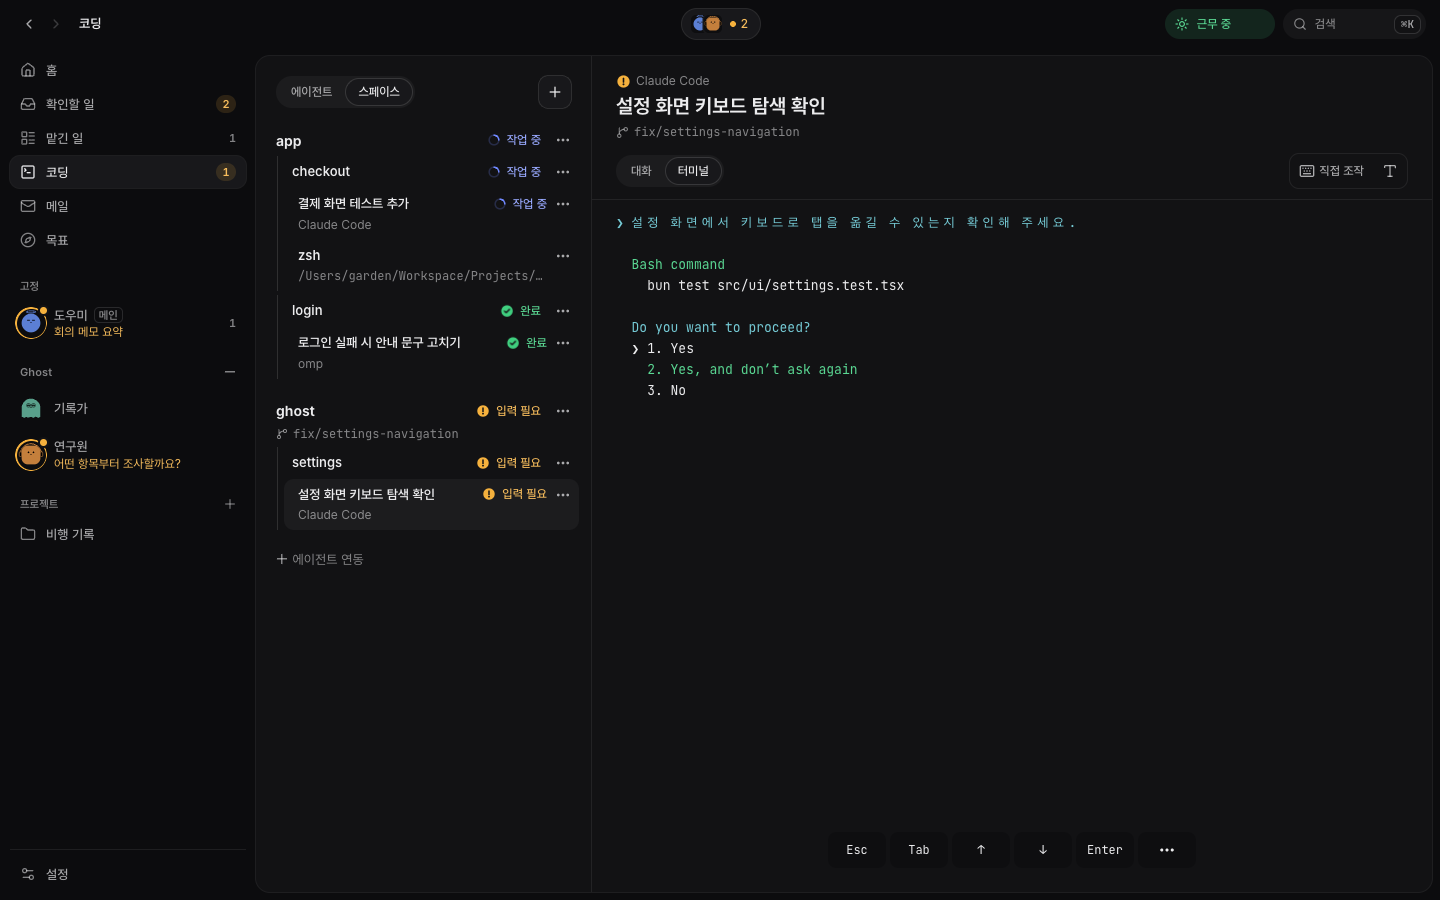 코딩
2
근무 중
검색
⌘K
홈
확인할 일
2
맡긴 일
1
코딩
1
메일
목표
고정
도우미
메인
회의 메모 요약
1
Ghost
기록가
연구원
어떤 항목부터 조사할까요?
프로젝트
비행 기록
설정
에이전트
스페이스
app
작업 중
checkout
작업 중
결제 화면 테스트 추가
작업 중
Claude Code
zsh
/Users/garden/Workspace/Projects/…
login
완료
로그인 실패 시 안내 문구 고치기
완료
omp
ghost
입력 필요
fix/settings-navigation
settings
입력 필요
설정 화면 키보드 탐색 확인
입력 필요
Claude Code
에이전트 연동
Claude Code
설정 화면 키보드 탐색 확인
fix/settings-navigation
대화
터미널
직접 조작
❯ 설정 화면에서 키보드로 탭을 옮길 수 있는지 확인해 주세요.
Bash command
bun test src/ui/settings.test.tsx
Do you want to proceed?
❯ 1. Yes
2. Yes, and don’t ask again
3. No
Esc
Tab
↑
↓
Enter